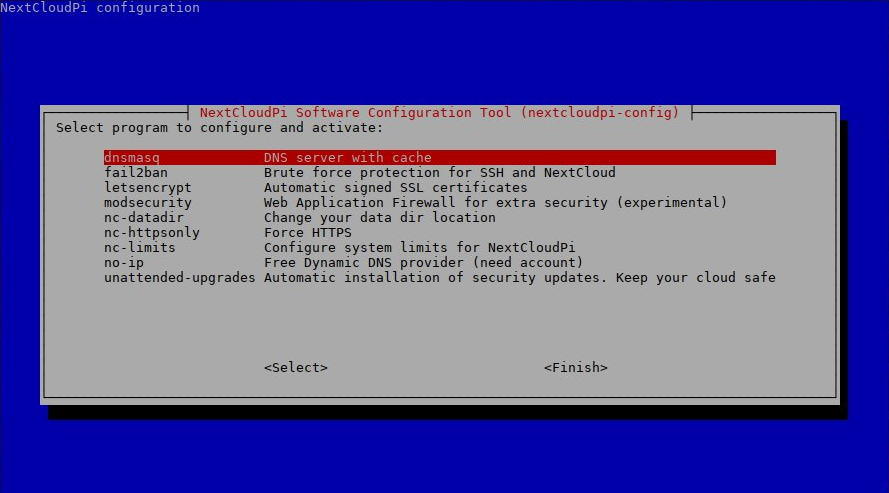 NextCloudPi configuration
NextCloudPi Software Configuration Tool (nextcloudpi-config)
Select program to configure and activate:
dnsmasq DNS server with cache
fail2ban Brute force protection for SSH and NextCloud
letsencrypt Automatic signed SSL certificates
modsecurity Web Application Firewall for extra security (experimental)
nc-datadir Change your data dir location
nc-httpsonly Force HTTPS
nc-limits Configure system limits for NextCloudPi
no-ip Free Dynamic DNS provider (need account)
unattended-upgrades Automatic installation of security updates. Keep your cloud safe
<Select> <Finish>